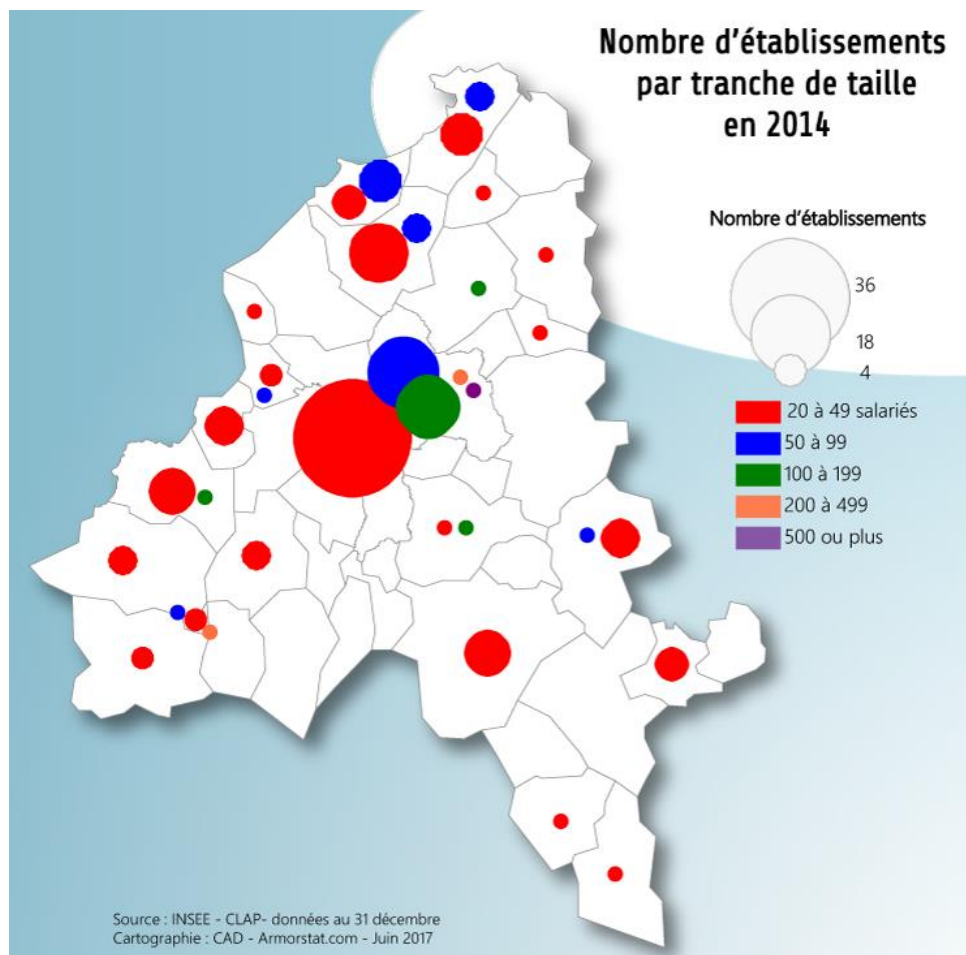 Nombre d'établissements
par tranche de taille
en 2014
Nombre d'établissements
36
18
4
20 à 49 salariés
50 à 99
100 à 199
200 à 499
500 ou plus
Source : INSEE - CLAP- données au 31 décembre
Cartographie : CAD - Armorstat.com - Juin 2017